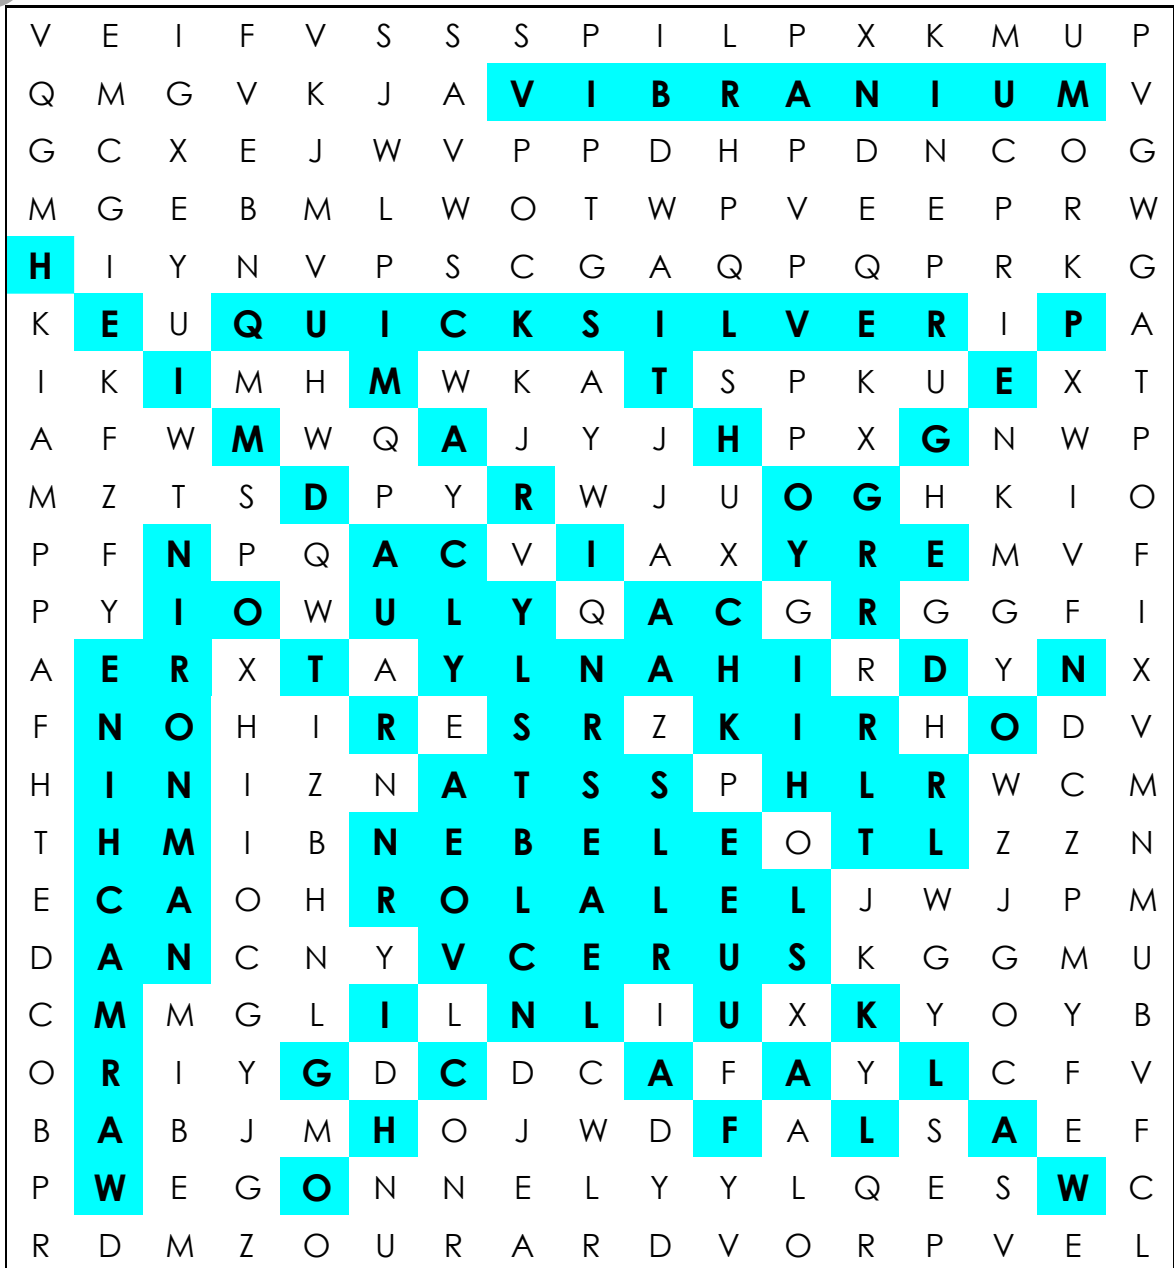 V E I F V S S S P I L P X K M U P
Q M G V K J A V I B R A N I U M V
G C X E J W V P P D H P D N C O G
M G E B M L W O T W P V E E P R W
H I Y N V P S C G A Q P Q P R K G
K E U Q U I C K S I L V E R I P A
I K I M H M W K A T S P K U E X T
A F W M W Q A J Y J H P X G N W P
M Z T S D P Y R W J U O G H K I O
P F N P Q A C V I A X Y R E M V F
P Y I O W U L Y Q A C G R G G F I
A E R X T A Y L N A H I R D Y N X
F N O H I R E S R Z K I R H O D V
H I N I Z N A T S S P H L R W C M
T H M I B N E B E L E O T L Z Z N
E C A O H R O L A L E L J W J P M
D A N C N Y V C E R U S K G G M U
C M M G L I L N L I U X K Y O Y B
O R I Y G D C D C A F A Y L C F V
B A B J M H O J W D F A L S A E F
P W E G O N N E L Y Y L Q E S W C
R D M Z O U R A R D V O R P V E L